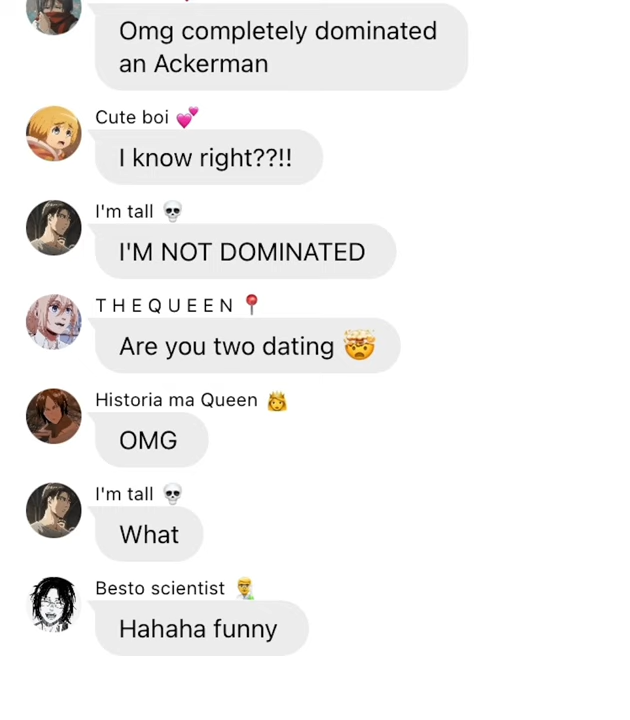 Omg completely dominated
an Ackerman
Cute boi 💕
I know right??!!
I'm tall 💀
I'M NOT DOMINATED
T H E Q U E E N 📍
Are you two dating 🤯
Historia ma Queen 👸
OMG
I'm tall 💀
What
Besto scientist 👨‍🔬
Hahaha funny